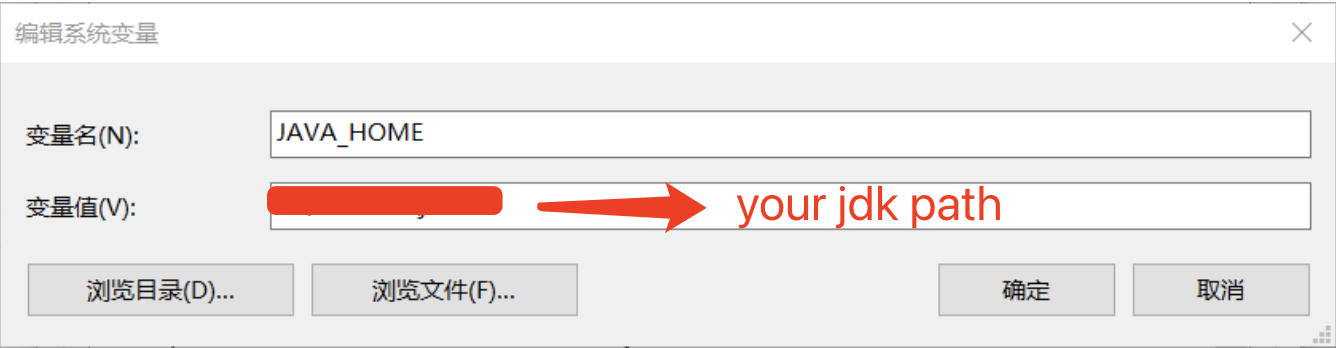 编辑系统变量
变量名(N):
JAVA_HOME
变量值(V):
your jdk path
浏览目录(D)...
浏览文件(F)...
确定
取消